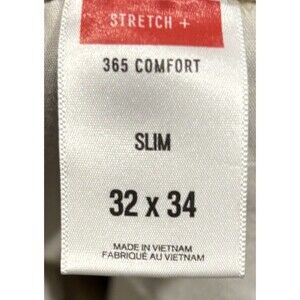 STRETCH +
365 COMFORT
SLIM
32 x 34
MADE IN VIETNAM
FABRIQUÉ AU VIETNAM